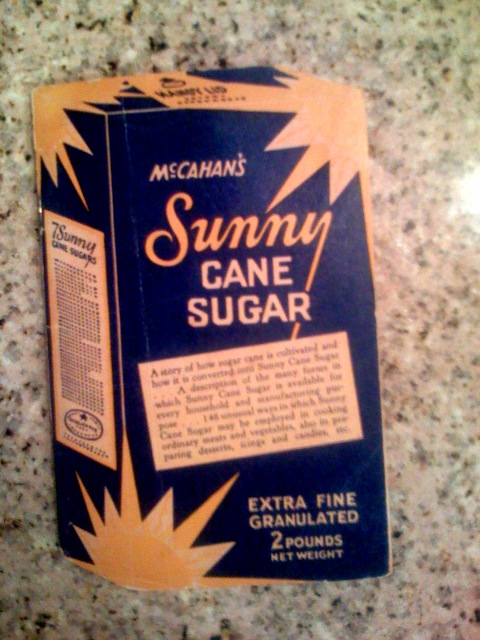 HANDY LID
McCAHAN'S
Sunny
CANE
SUGAR
7 Sunny
CANE SUGARS
A story of how sugar cane is cultivated and
how it is converted into Sunny Cane Sugar
. . . A description of the many forms in
which Sunny Cane Sugar is available for
every household and manufacturing pur-
pose . . . 146 unusual ways in which Sunny
Cane Sugar may be employed in cooking
ordinary meats and vegetables, also in pre-
paring desserts, icings and candies, etc.
EXTRA FINE
GRANULATED
2 POUNDS
NET WEIGHT